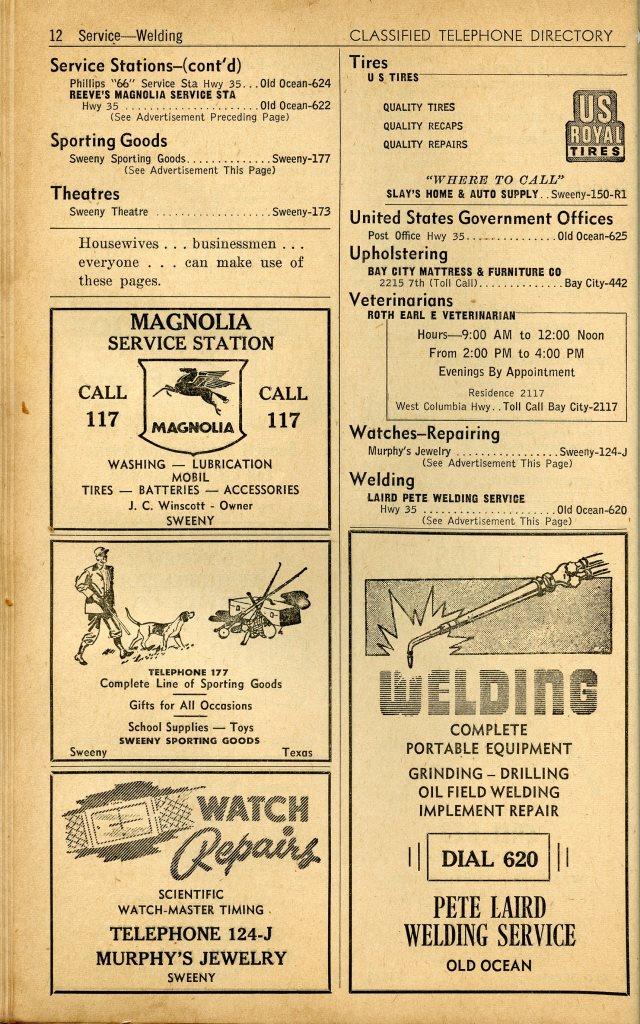 12 Service—Welding
CLASSIFIED TELEPHONE DIRECTORY
Service Stations—(cont'd)
Phillips "66" Service Sta Hwy 35...Old Ocean-624
REEVE'S MAGNOLIA SERVICE STA
Hwy 35 ......................Old Ocean-622
(See Advertisement Preceding Page)
Sporting Goods
Sweeny Sporting Goods.............Sweeny-177
(See Advertisement This Page)
Theatres
Sweeny Theatre ...................Sweeny-173
Housewives . . . businessmen . . .
everyone . . . can make use of
these pages.
MAGNOLIA
SERVICE STATION
CALL
117
MAGNOLIA
CALL
117
WASHING — LUBRICATION
MOBIL
TIRES — BATTERIES — ACCESSORIES
J. C. Winscott - Owner
SWEENY
TELEPHONE 177
Complete Line of Sporting Goods
Gifts for All Occasions
School Supplies — Toys
SWEENY SPORTING GOODS
Sweeny Texas
WATCH
Repairs
SCIENTIFIC
WATCH-MASTER TIMING
TELEPHONE 124-J
MURPHY'S JEWELRY
SWEENY
Tires
U S TIRES
QUALITY TIRES
QUALITY RECAPS
QUALITY REPAIRS
US
ROYAL
TIRES
"WHERE TO CALL"
SLAY'S HOME & AUTO SUPPLY..Sweeny-150-R1
United States Government Offices
Post Office Hwy 35..............Old Ocean-625
Upholstering
BAY CITY MATTRESS & FURNITURE CO
2215 7th (Toll Call).............Bay City-442
Veterinarians
ROTH EARL E VETERINARIAN
Hours—9:00 AM to 12:00 Noon
From 2:00 PM to 4:00 PM
Evenings By Appointment
Residence 2117
West Columbia Hwy..Toll Call Bay City-2117
Watches—Repairing
Murphy's Jewelry ................Sweeny-124-J
(See Advertisement This Page)
Welding
LAIRD PETE WELDING SERVICE
Hwy 35 .....................Old Ocean-620
(See Advertisement This Page)
WELDING
COMPLETE
PORTABLE EQUIPMENT
GRINDING – DRILLING
OIL FIELD WELDING
IMPLEMENT REPAIR
DIAL 620
PETE LAIRD
WELDING SERVICE
OLD OCEAN